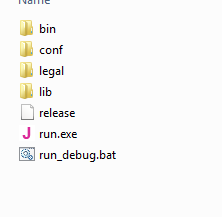 Name
bin
conf
legal
lib
release
run.exe
run_debug.bat